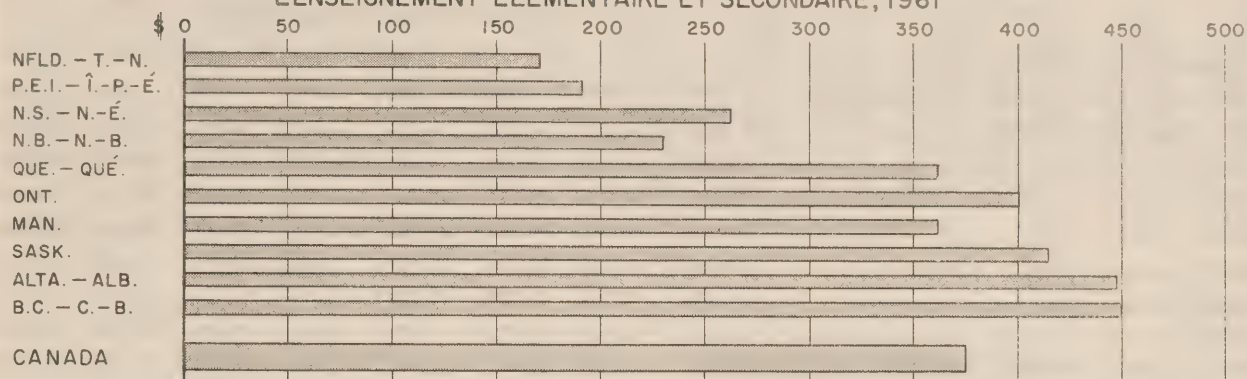 L'ENSEIGNEMENT ÉLÉMENTAIRE ET SECONDAIRE, 1961
$ 0 50 100 150 200 250 300 350 400 450 500
NFLD. – T.–N.
P.E.I. – Î.-P.-É.
N.S. – N.-É.
N.B. – N.-B.
QUE. – QUÉ.
ONT.
MAN.
SASK.
ALTA. – ALB.
B.C. – C.-B.
CANADA